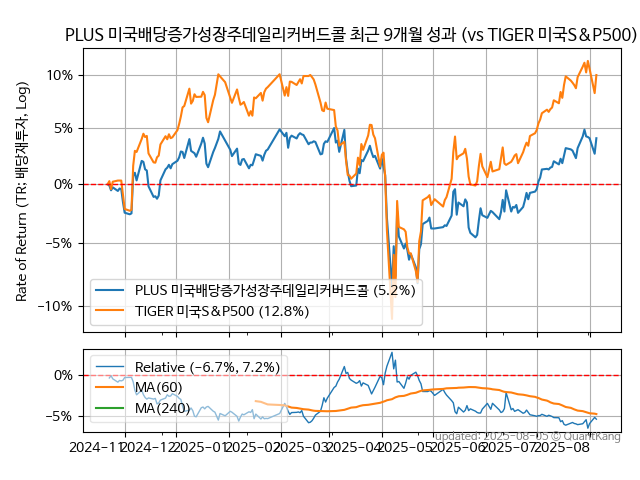 PLUS 미국배당증가성장주데일리커버드콜 최근 9개월 성과 (vs TIGER 미국S&P500)
Rate of Return (TR: 배당재투자, Log)
10%
5%
0%
−5%
−10%
PLUS 미국배당증가성장주데일리커버드콜 (5.2%)
TIGER 미국S&P500 (12.8%)
0%
−5%
Relative (−6.7%, 7.2%)
MA(60)
MA(240)
2024-11 2024-12 2025-01 2025-02 2025-03 2025-04 2025-05 2025-06 2025-07 2025-08
updated: 2025-08-05 © QuantKang